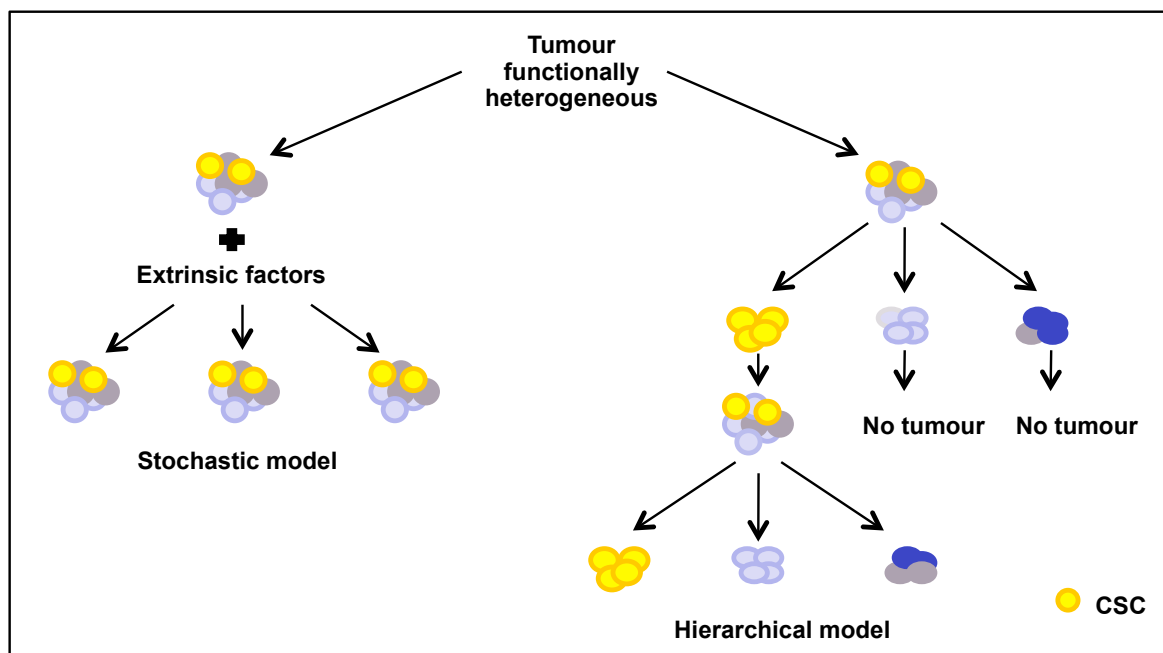 Tumour
functionally
heterogeneous
Extrinsic factors
Stochastic model
No tumour
No tumour
Hierarchical model
CSC